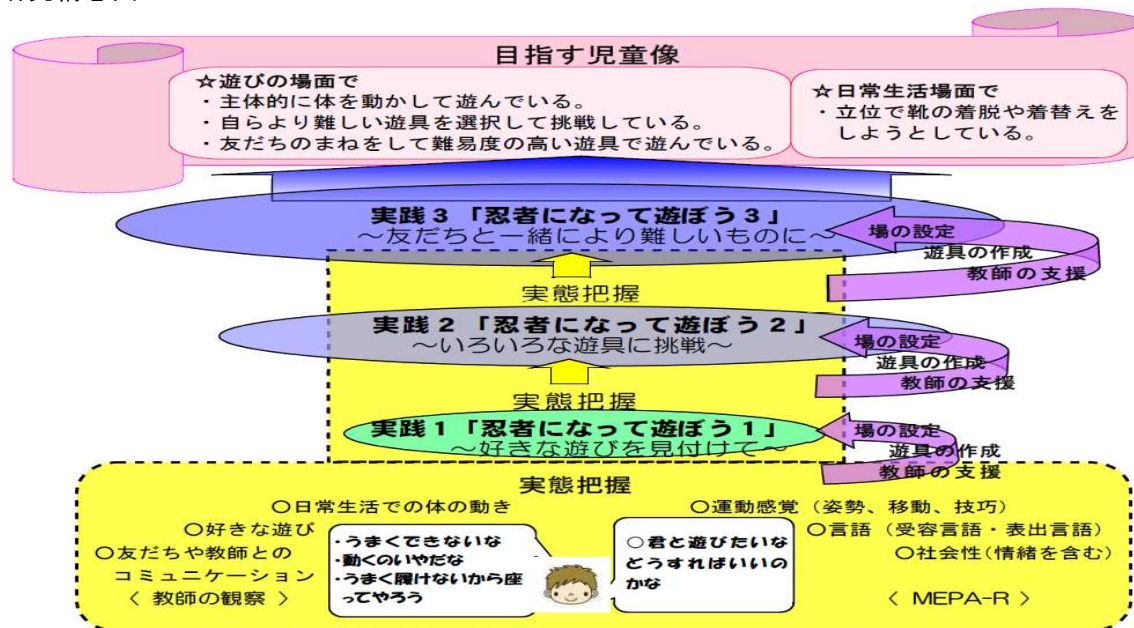 目指す児童像
☆遊びの場面で
・主体的に体を動かして遊んでいる。
・自らより難しい遊具を選択して挑戦している。
・友だちのまねをして難易度の高い遊具で遊んでいる。
☆日常生活場面で
・立位で靴の着脱や着替えを
しようとしている。
実践３「忍者になって遊ぼう３」
～友だちと一緒により難しいものに～
場の設定
遊具の作成
教師の支援
実態把握
実践２「忍者になって遊ぼう２」
～いろいろな遊具に挑戦～
場の設定
遊具の作成
教師の支援
実態把握
実践１「忍者になって遊ぼう１」
～好きな遊びを見付けて～
場の設定
遊具の作成
教師の支援
実態把握
○日常生活での体の動き
○好きな遊び
○友だちや教師との
コミュニケーション
〈 教師の観察 〉
・うまくできないな
・動くのいやだな
・うまく履けないから座
ってやろう
○君と遊びたいな
どうすればいいの
かな
○運動感覚（姿勢、移動、技巧）
○言語（受容言語・表出言語）
○社会性（情緒を含む）
〈 MEPA-R 〉